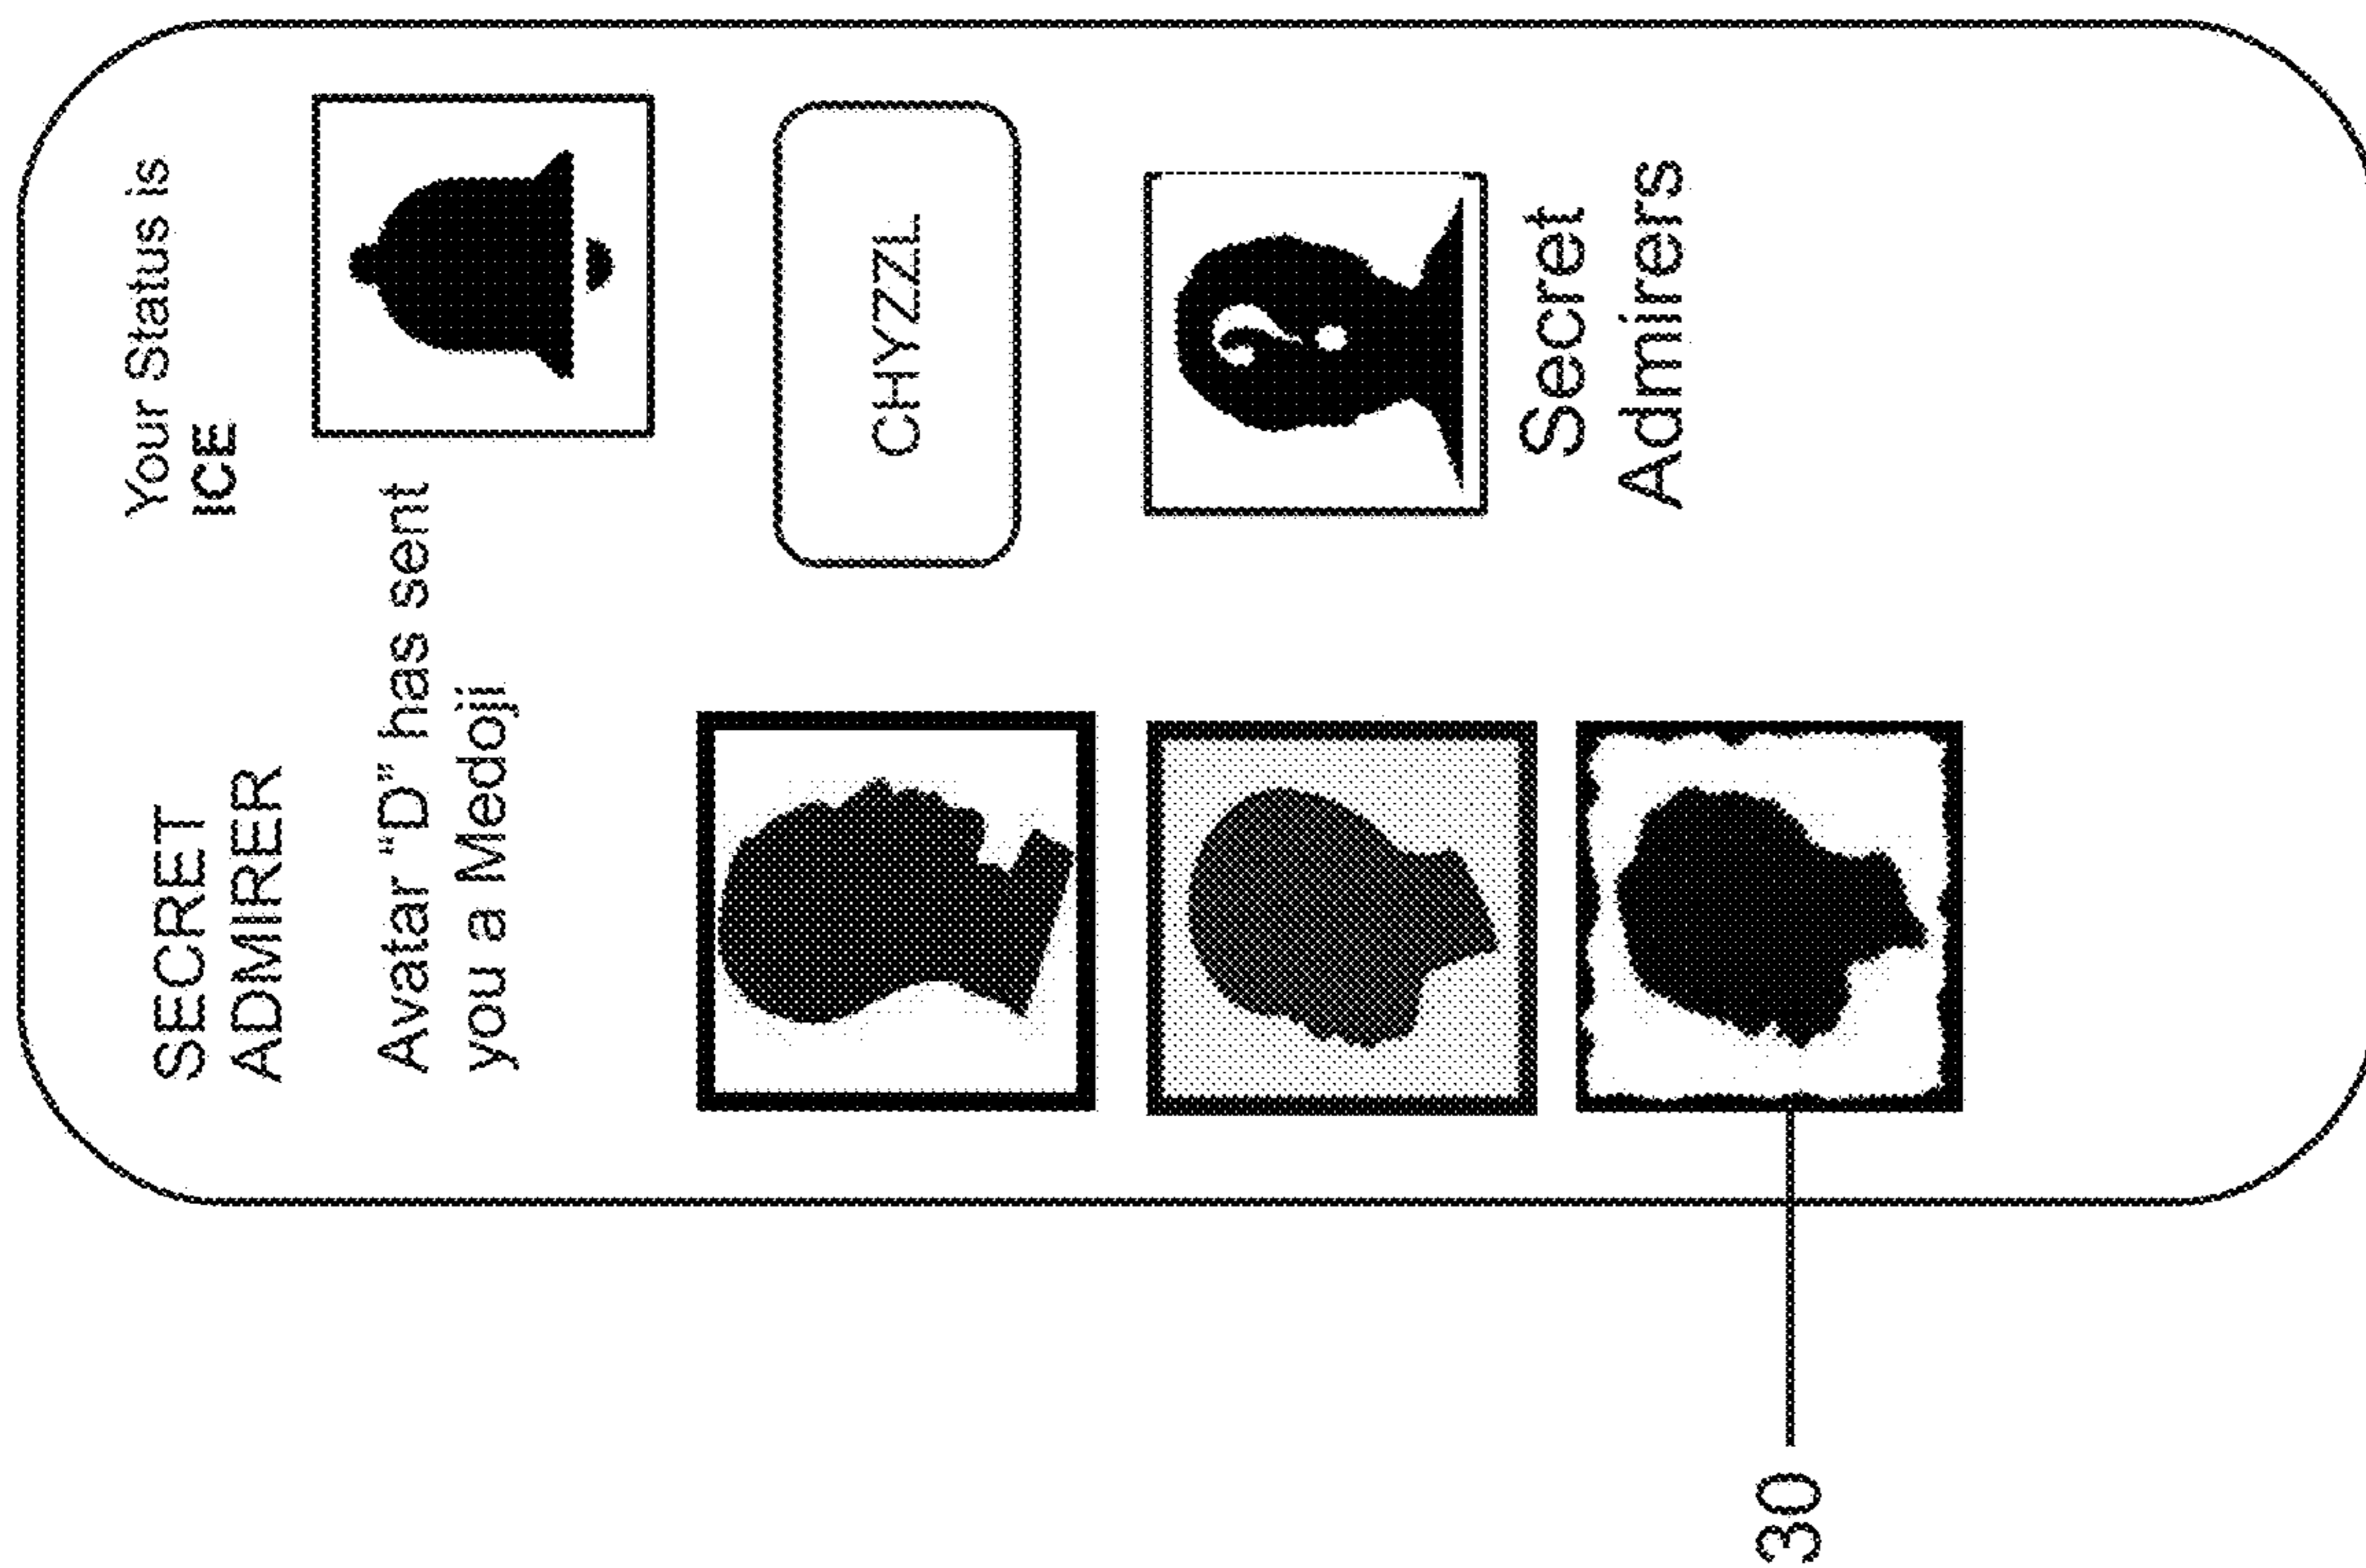 SECRET
ADMIRER
Your Status is
ICE
Avatar “D” has sent
you a Medoji
CHYZZL
Secret
Admirers
30